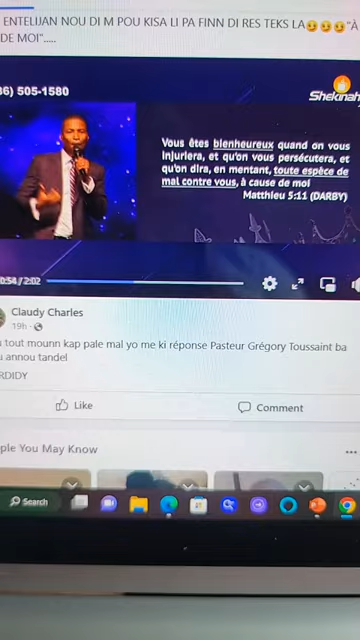 ENTELIJAN NOU DI M POU KISA LI PA FINN DI RES TEKS LA😏😏😏"À
DE MOI".....
6) 505-1580
Shekinah
Vous êtes bienheureux quand on vous
injuriera, et qu'on vous persécutera, et
qu'on dira, en mentant, toute espèce de
mal contre vous, à cause de moi
Matthieu 5:11 (DARBY)
0:54 / 2:02
Claudy Charles
19h
tout mounn kap pale mal yo me ki réponse Pasteur Grégory Toussaint ba
annou tandel
RDIDY
Like
Comment
ple You May Know
Search